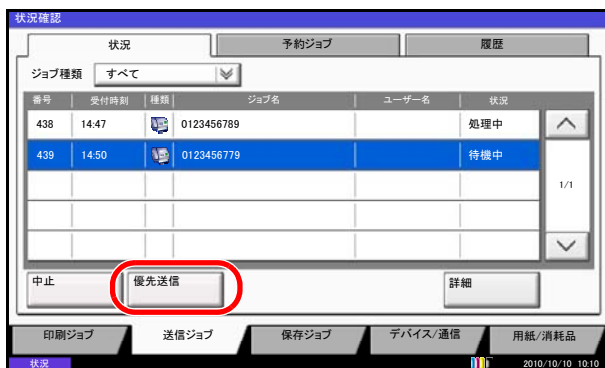 状況確認
状況 予約ジョブ 履歴
ジョブ種類 すべて
番号 受付時刻 種類 ジョブ名 ユーザー名 状況
438 14:47 0123456789 処理中
439 14:50 0123456779 待機中
1/1
中止 優先送信 詳細
印刷ジョブ 送信ジョブ 保存ジョブ デバイス/通信 用紙/消耗品
状況 2010/10/10 10:10